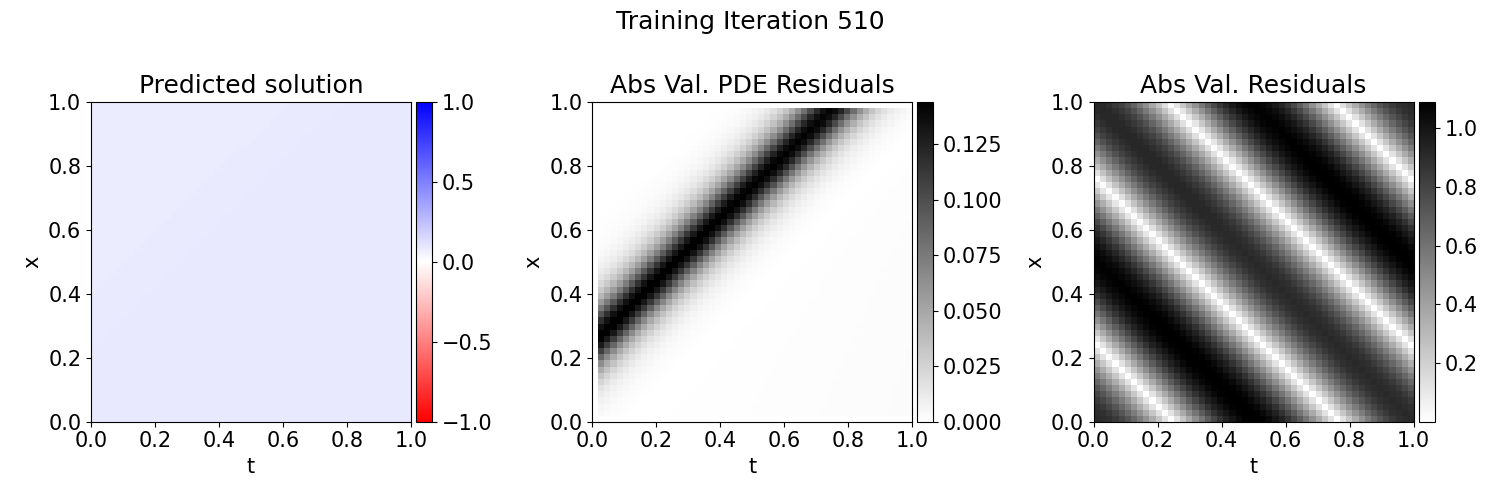 Training Iteration 510
Predicted solution
Abs Val. PDE Residuals
Abs Val. Residuals
1.0
0.8
0.6
0.4
0.2
0.0
x
0.0 0.2 0.4 0.6 0.8 1.0
t
1.0
0.5
0.0
−0.5
−1.0
1.0
0.8
0.6
0.4
0.2
0.0
x
0.0 0.2 0.4 0.6 0.8 1.0
t
0.125
0.100
0.075
0.050
0.025
0.000
1.0
0.8
0.6
0.4
0.2
0.0
x
0.0 0.2 0.4 0.6 0.8 1.0
t
1.0
0.8
0.6
0.4
0.2